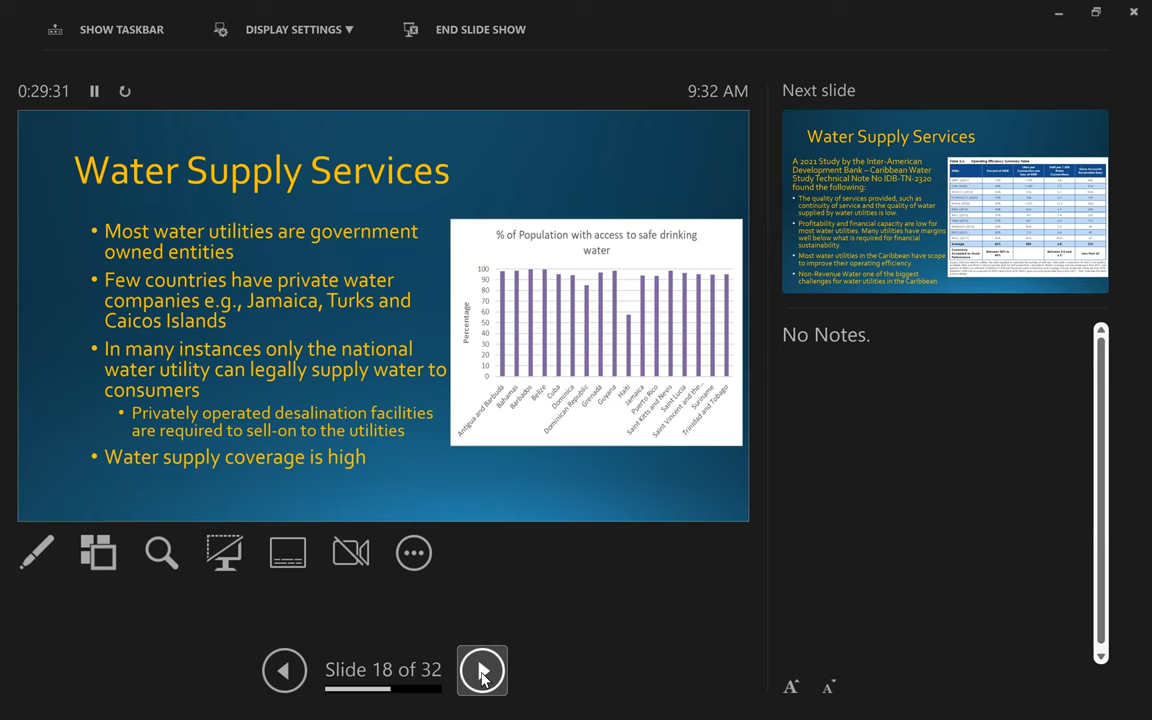 SHOW TASKBAR
DISPLAY SETTINGS ▼
END SLIDE SHOW
0:29:31
9:32 AM
Water Supply Services
• Most water utilities are government
owned entities
• Few countries have private water
companies e.g., Jamaica, Turks and
Caicos Islands
• In many instances only the national
water utility can legally supply water to
consumers
• Privately operated desalination facilities
are required to sell-on to the utilities
• Water supply coverage is high
% of Population with access to safe drinking
water
Percentage
100
90
80
70
60
50
40
30
20
10
0
Antigua and Barbuda
Bahamas
Barbados
Belize
Cuba
Dominica
Dominican Republic
Grenada
Guyana
Haiti
Jamaica
Puerto Rico
Saint Kitts and Nevis
Saint Lucia
Saint Vincent and the...
Suriname
Trinidad and Tobago
Slide 18 of 32
Next slide
Water Supply Services
A 2021 Study by the Inter-American
Development Bank – Caribbean Water
Study Technical Note No IDB-TN-2320
found the following:
• The quality of services provided, such as
continuity of service and the quality of water
supplied by water utilities is low.
• Profitability and financial capacity are low for
most water utilities. Many utilities have margins
well below what is required for financial
sustainability.
• Most water utilities in the Caribbean have scope
to improve their operating efficiency.
• Non-Revenue Water one of the biggest
challenges for water utilities in the Caribbean
Operating Efficiency Summary Table
No Notes.
A
A